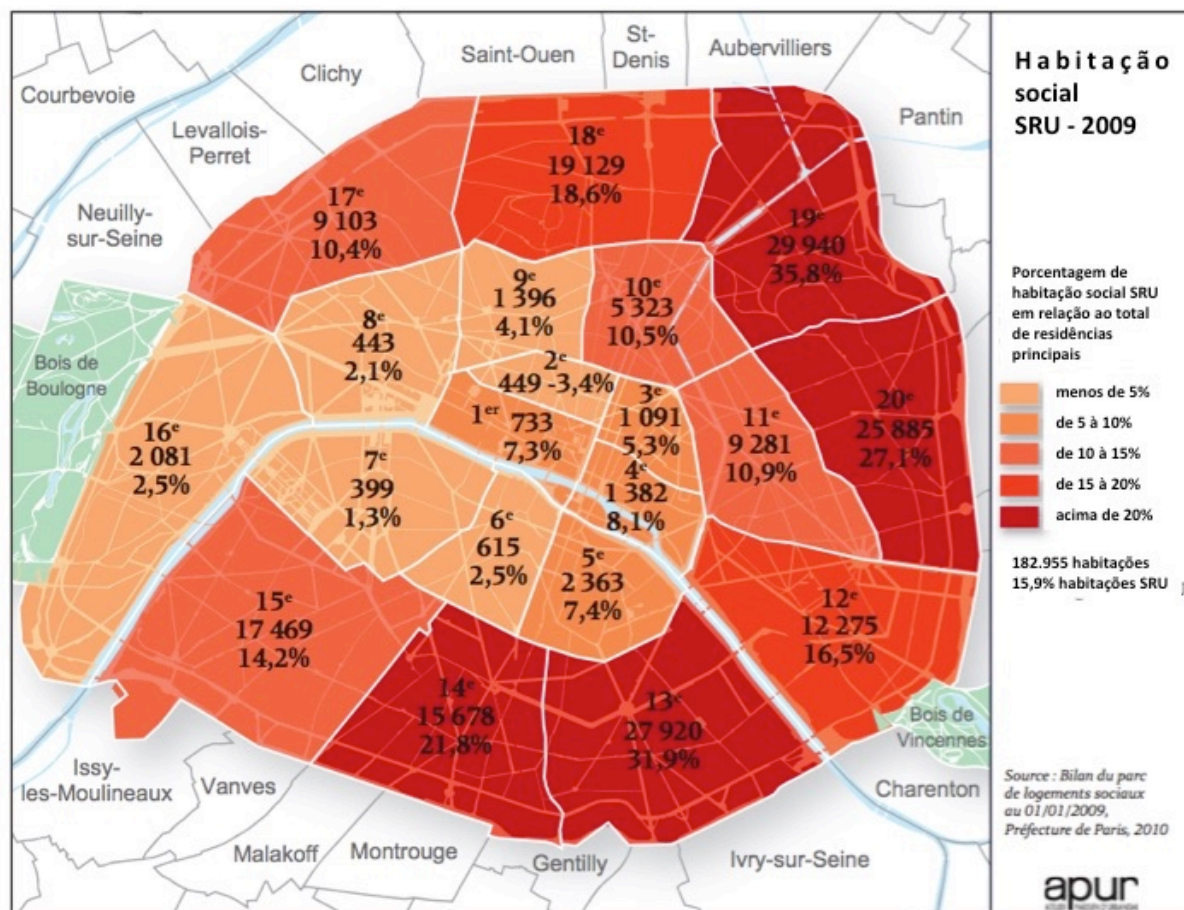 Courbevoie
Clichy
Saint-Ouen
St-
Denis
Aubervilliers
Pantin
Levallois-
Perret
Neuilly-
sur-Seine
Bois de
Boulogne
18e
19 129
18,6%
17e
9 103
10,4%
19e
29 940
35,8%
9e
1 396
4,1%
10e
5 323
10,5%
8e
443
2,1%
2e
449 -3,4%
1er 733
7,3%
3e
1 091
5,3%
11e
9 281
10,9%
20e
25 885
27,1%
16e
2 081
2,5%
7e
399
1,3%
4e
1 382
8,1%
6e
615
2,5%
5e
2 363
7,4%
15e
17 469
14,2%
12e
12 275
16,5%
14e
15 678
21,8%
13e
27 920
31,9%
Bois de
Vincennes
Issy-
les-Moulineaux
Vanves
Malakoff
Montrouge
Gentilly
Ivry-sur-Seine
Charenton
Habitação
social
SRU - 2009
Porcentagem de
habitação social SRU
em relação ao total
de residências
principais
menos de 5%
de 5 à 10%
de 10 à 15%
de 15 à 20%
acima de 20%
182.955 habitações
15,9% habitações SRU
Source : Bilan du parc
de logements sociaux
au 01/01/2009,
Préfecture de Paris, 2010
apur